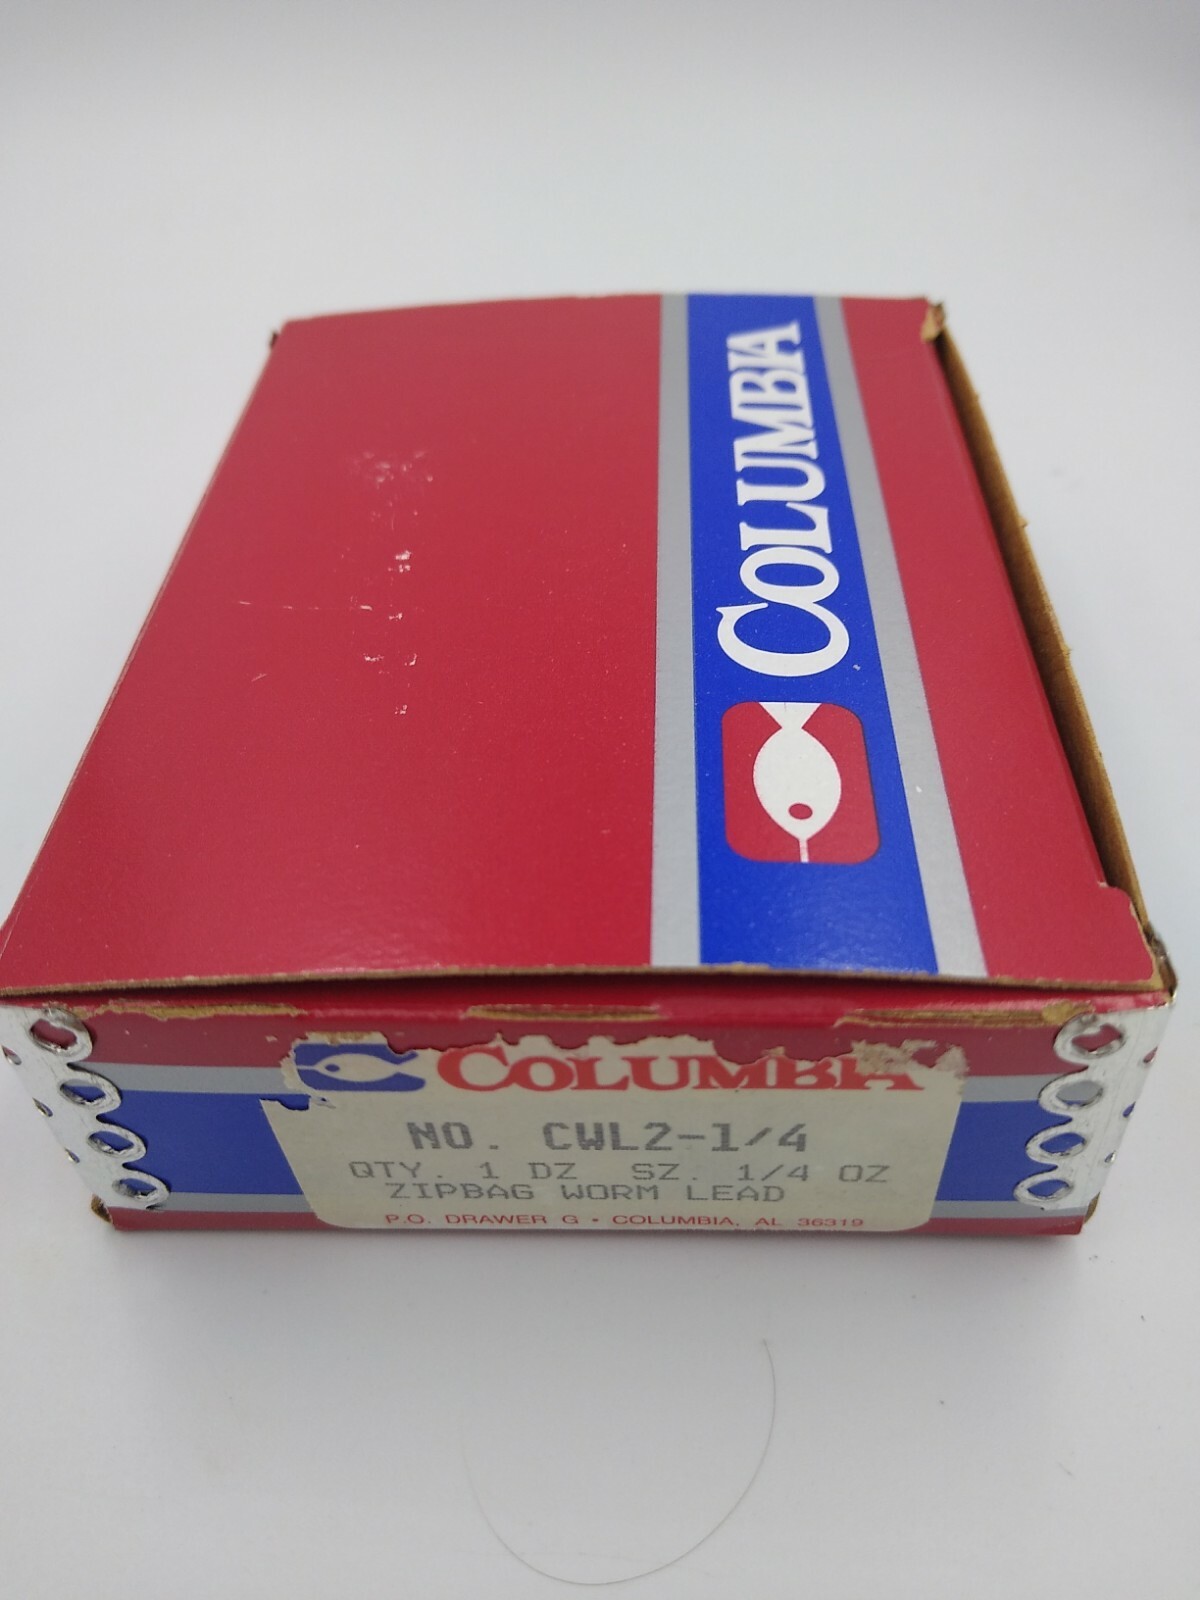 COLUMBIA
COLUMBIA
NO. CWL2-1/4
QTY. 1 DZ SZ. 1/4 OZ
ZIPBAG WORM LEAD
P.O. DRAWER G • COLUMBIA, AL 36319